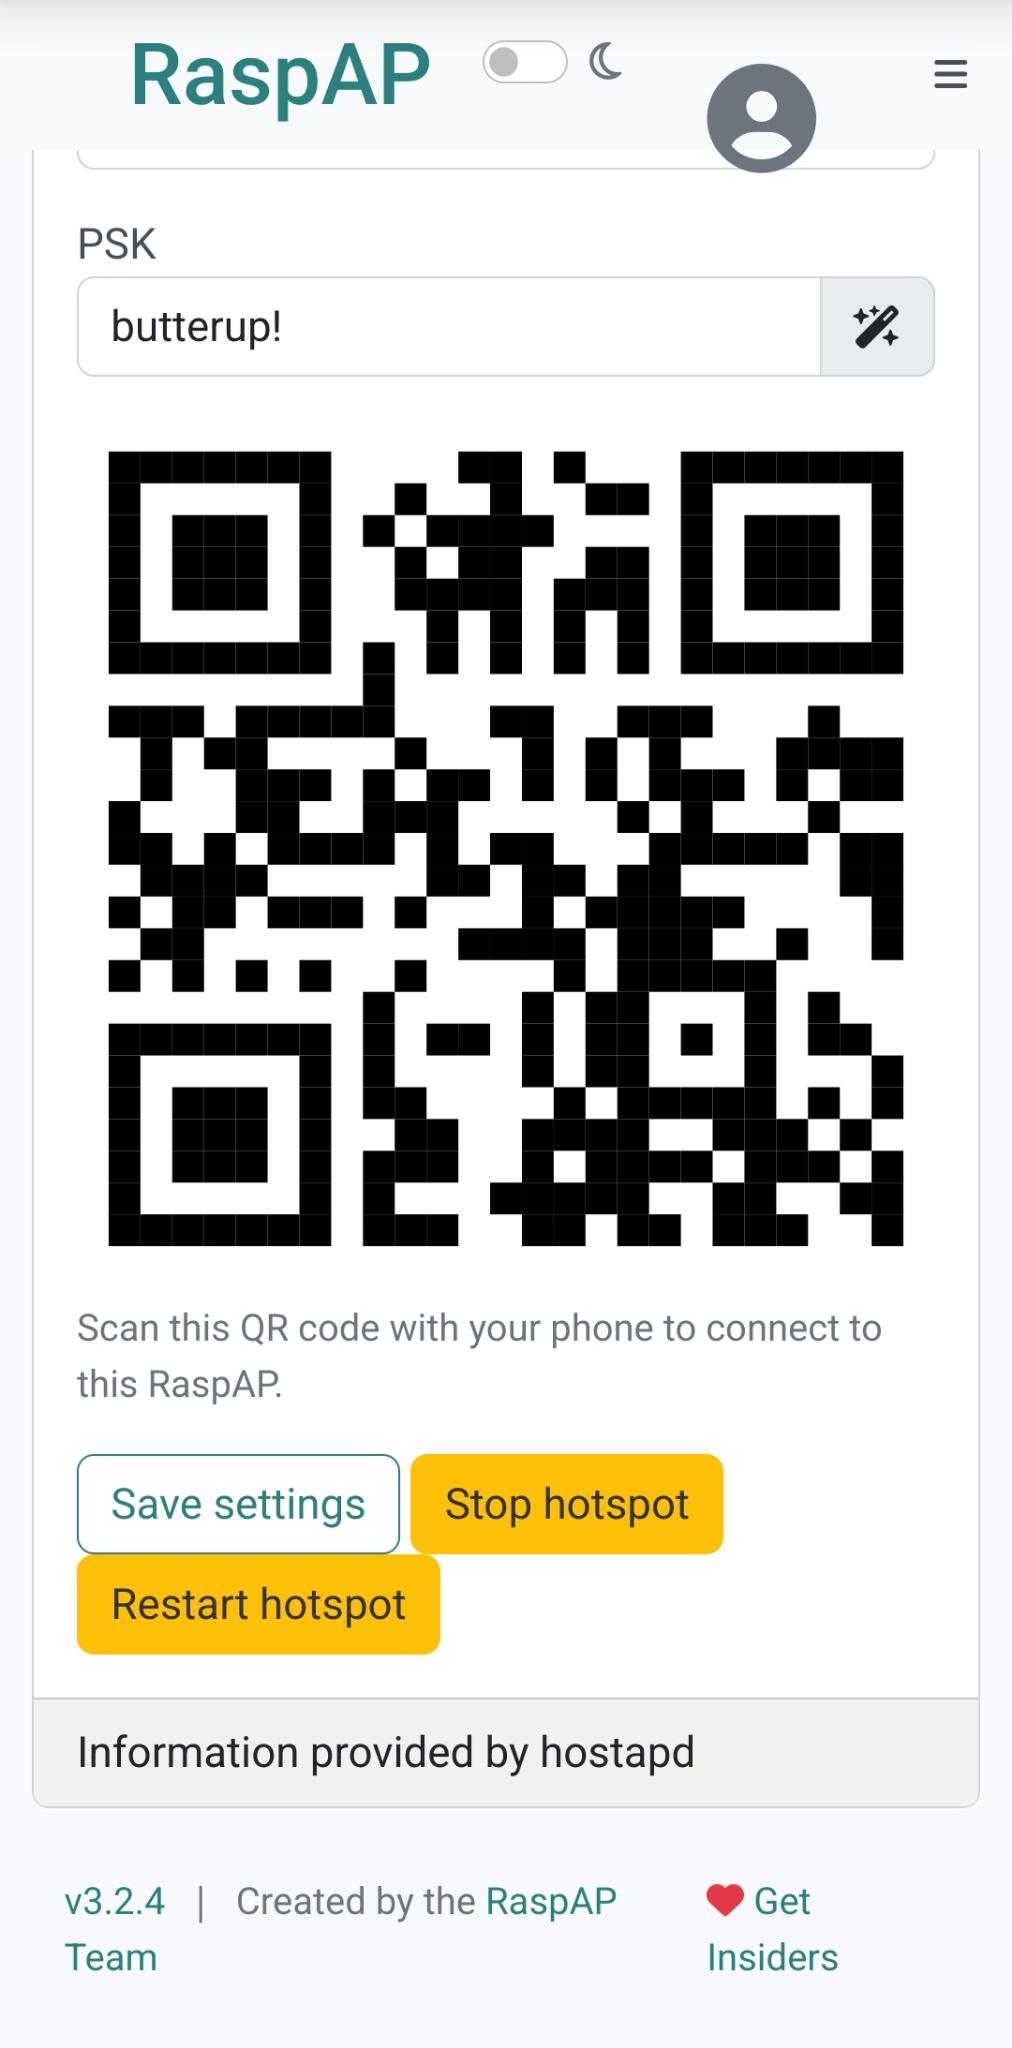 RaspAP
PSK
butterup!
Scan this QR code with your phone to connect to
this RaspAP.
Save settings
Stop hotspot
Restart hotspot
Information provided by hostapd
v3.2.4 | Created by the RaspAP
Team
Get
Insiders